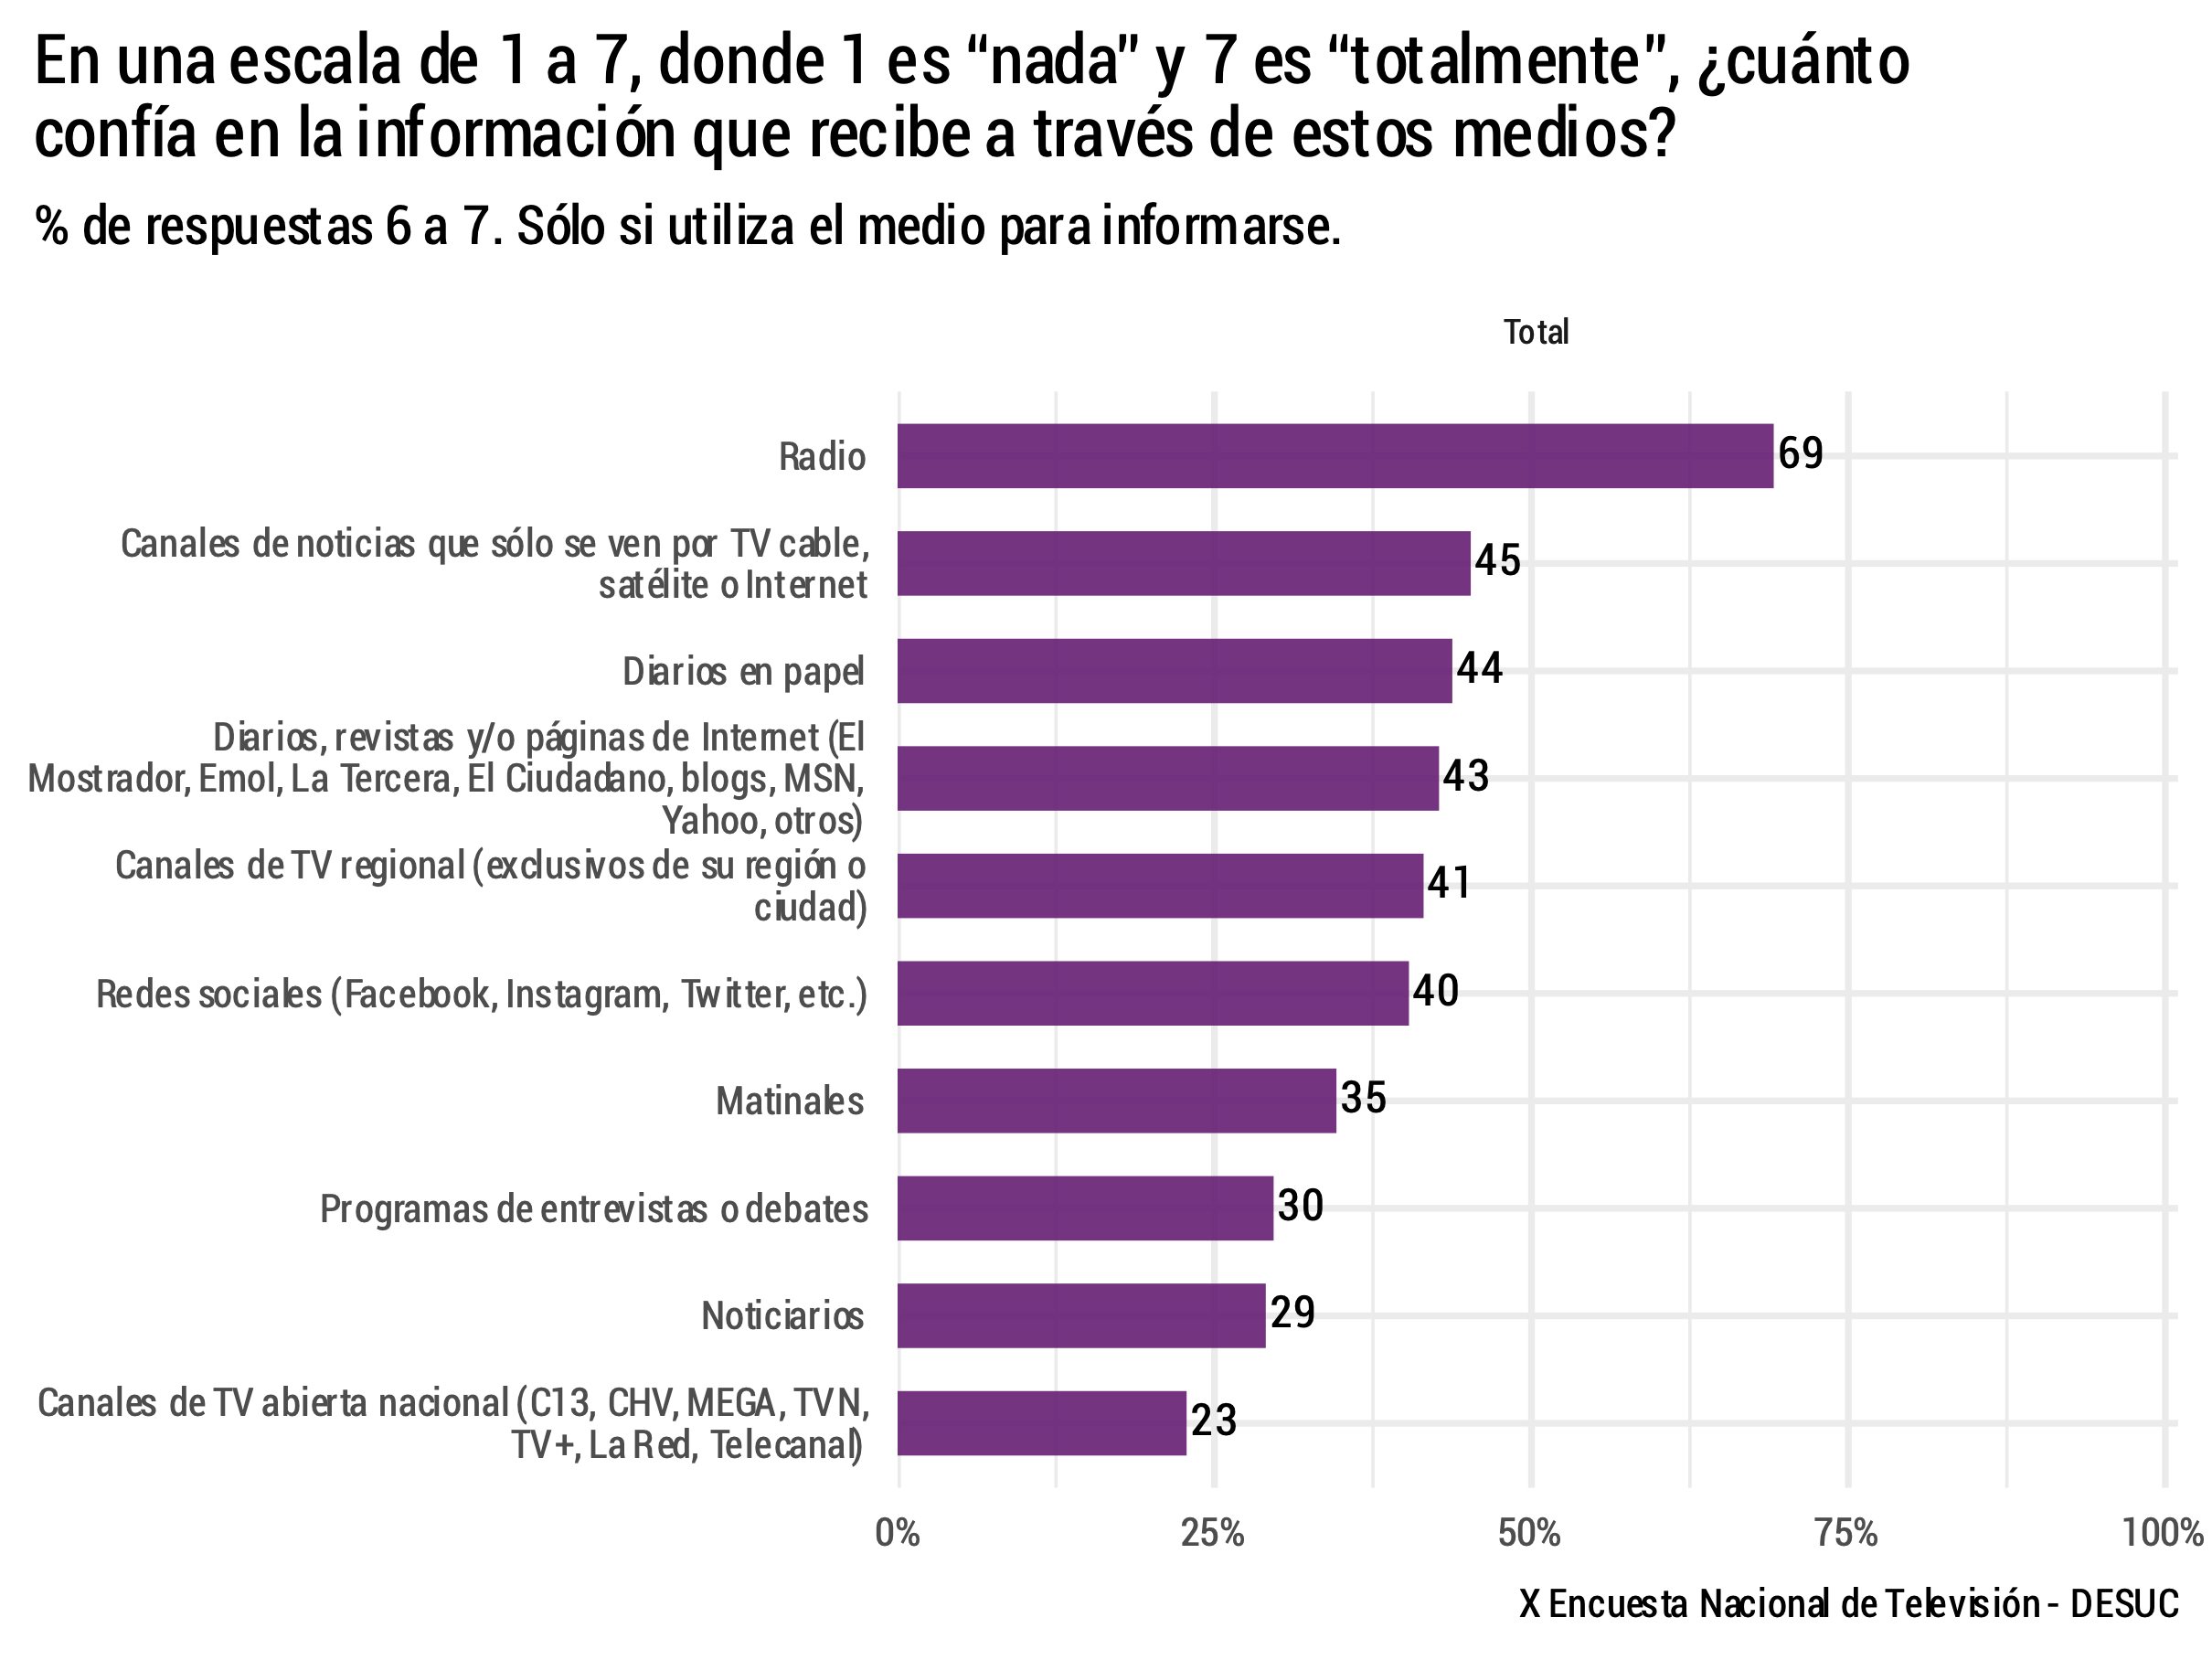 En una escala de 1 a 7, donde 1 es “nada” y 7 es “totalmente”, ¿cuánto
confía en la información que recibe a través de estos medios?
% de respuestas 6 a 7. Sólo si utiliza el medio para informarse.
Total
Radio
69
Canales de noticias que sólo se ven por TV cable,
satélite o Internet
45
Diarios en papel
44
Diarios, revistas y/o páginas de Internet (El
Mostrador, Emol, La Tercera, El Ciudadano, blogs, MSN,
Yahoo, otros)
43
Canales de TV regional (exclusivos de su región o
ciudad)
41
Redes sociales (Facebook, Instagram, Twitter, etc.)
40
Matinales
35
Programas de entrevistas o debates
30
Noticiarios
29
Canales de TV abierta nacional (C13, CHV, MEGA, TVN,
TV+, La Red, Telecanal)
23
0% 25% 50% 75% 100%
X Encuesta Nacional de Televisión - DESUC